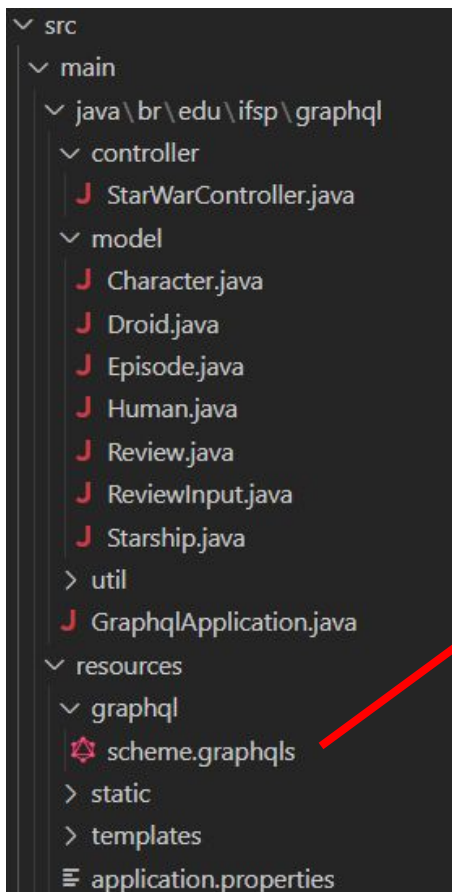 src
main
java\br\edu\ifsp\graphql
controller
StarWarController.java
model
Character.java
Droid.java
Episode.java
Human.java
Review.java
ReviewInput.java
Starship.java
util
GraphqlApplication.java
resources
graphql
scheme.graphqls
static
templates
application.properties